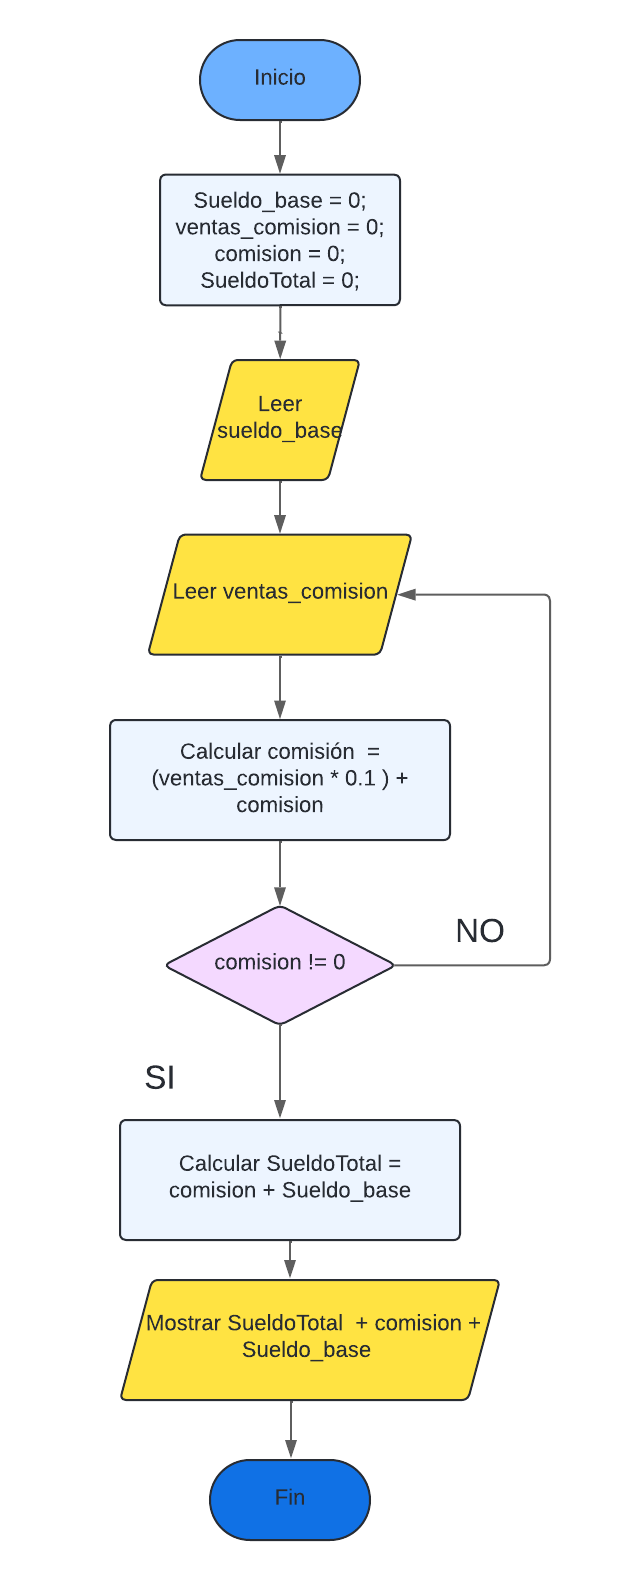 Inicio
Sueldo_base = 0;
ventas_comision = 0;
comision = 0;
SueldoTotal = 0;
Leer
sueldo_base
Leer ventas_comision
Calcular comisión  =
(ventas_comision * 0.1 ) +
comision
NO
comision != 0
SI
Calcular SueldoTotal =
comision + Sueldo_base
Mostrar SueldoTotal  + comision +
Sueldo_base
Fin